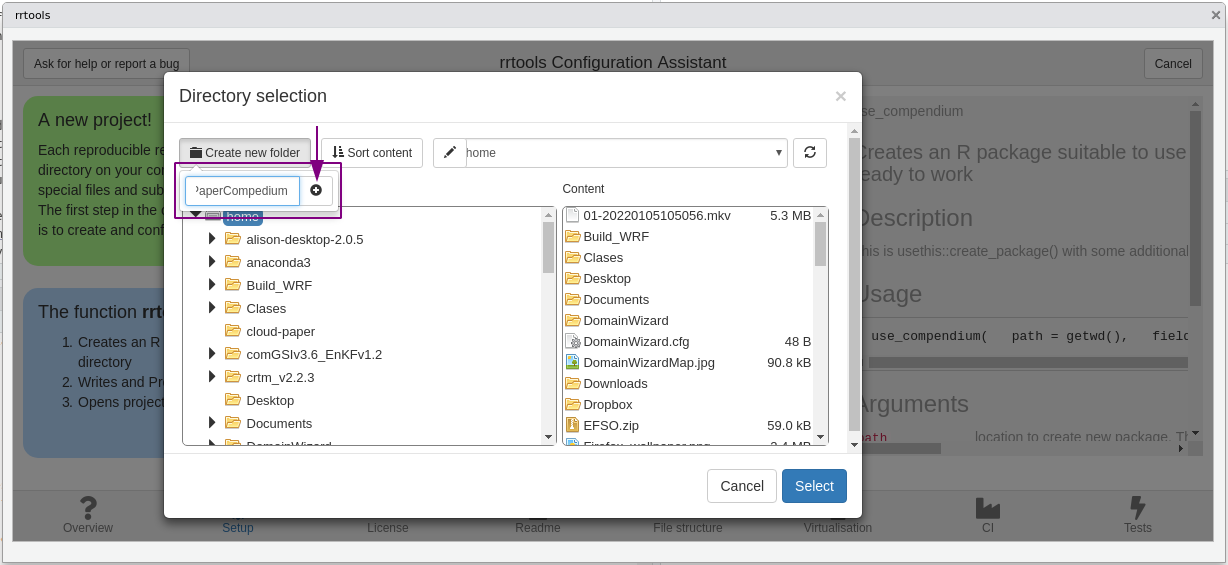 rrtools
Ask for help or report a bug
rrtools Configuration Assistant
Cancel
A new project!
Each reproducible re
directory on your co
special files and sub
The first step in the c
is to create and conf
The function rr
1. Creates an R
directory
2. Writes and Pr
3. Opens project
Directory selection
Create new folder
Sort content
home
PaperCompedium
home
alison-desktop-2.0.5
anaconda3
Build_WRF
Clases
cloud-paper
comGSIv3.6_EnKFv1.2
crtm_v2.2.3
Desktop
Documents
DomainWizard
Content
01-20220105105056.mkv 5.3 MB
Build_WRF
Clases
Desktop
Documents
DomainWizard
DomainWizard.cfg 48 B
DomainWizardMap.jpg 90.8 kB
Downloads
Dropbox
EFSO.zip 59.0 kB
Firefox_wallpaper.png 2.4 MB
Cancel
Select
se_compendium
Creates an R package suitable to use
ready to work
Description
his is usethis::create_package() with some additional
Usage
use_compendium( path = getwd(), field
Arguments
path location to create new package. Th
Overview
Setup
License
Readme
File structure
Virtualisation
CI
Tests